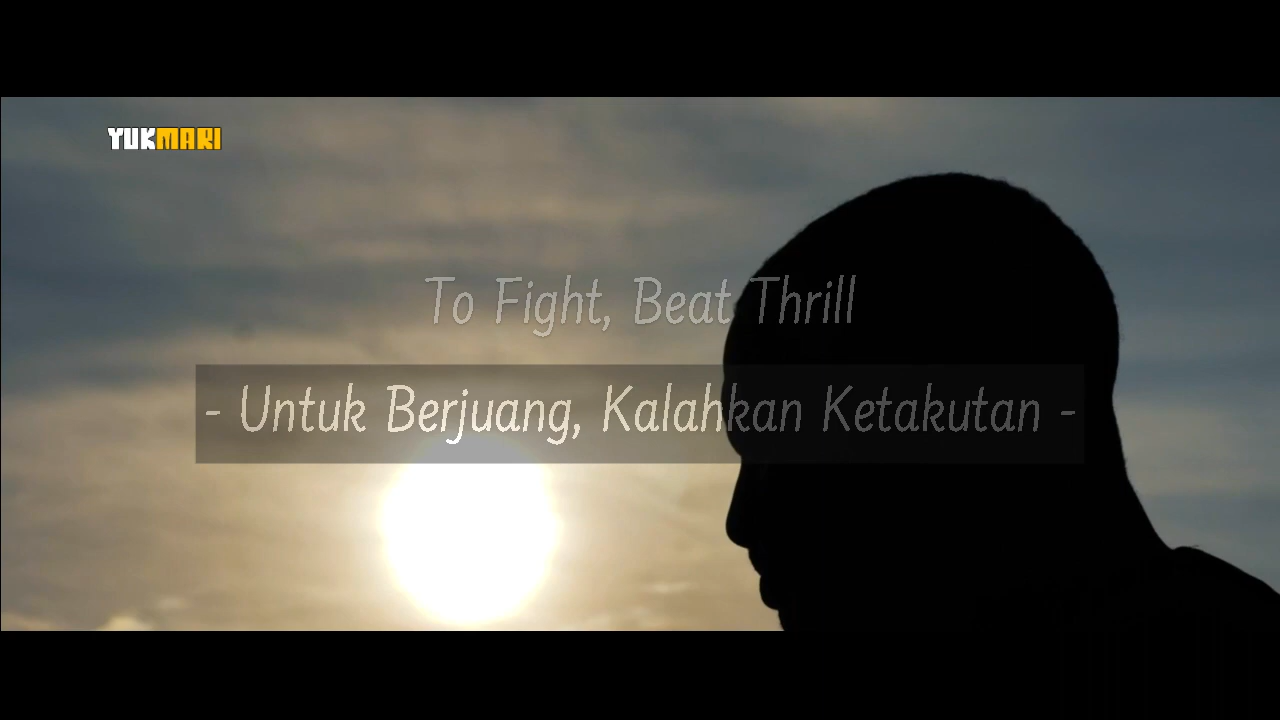 YUKMARI
To Fight, Beat Thrill
- Untuk Berjuang, Kalahkan Ketakutan -